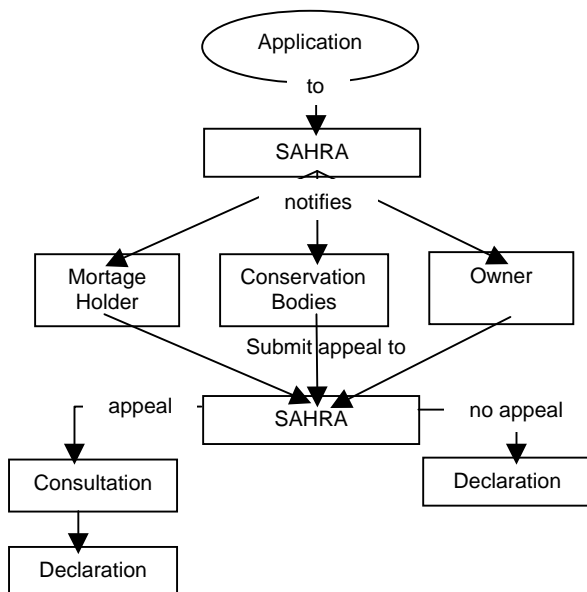 Application
to
SAHRA
notifies
Mortage
Holder
Conservation
Bodies
Owner
Submit appeal to
appeal
SAHRA
no appeal
Consultation
Declaration
Declaration